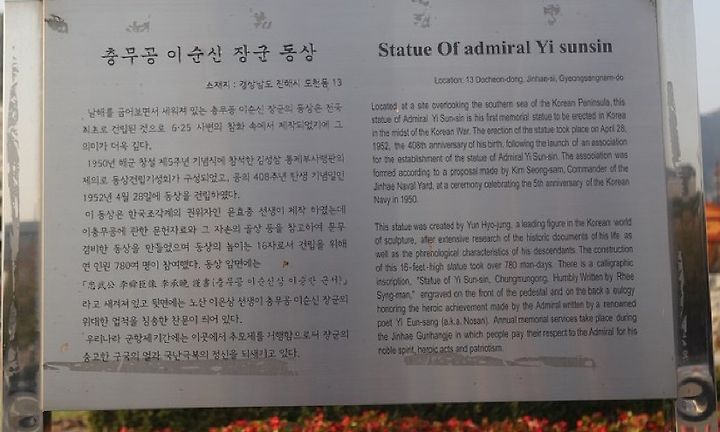 충무공 이순신 장군 동상
소재지 : 경상남도 진해시 도천동 13
남해를 굽어보면서 세워져 있는 충무공 이순신 장군의 동상은 전국
최초로 건립된 것으로 6·25 사변의 참화 속에서 제작되었기에 그
의미가 더욱 깊다.
1950년 해군 창설 제5주년 기념식에 참석한 김성삼 통제부사령관의
제의로 동상건립기성회가 구성되었고, 공의 408주년 탄생 기념일인
1952년 4월 28일에 동상을 건립하였다.
이 동상은 한국조각계의 권위자인 윤효중 선생이 제작 하였는데
이충무공에 관한 문헌자료와 그 자손의 골상 등을 참고하여 문무
겸비한 동상을 만들었으며 동상의 높이는 16자로서 건립을 위해
연 인원 780여 명이 참여했다. 동상 앞면에는
「忠武公 李舜臣像 李承晩 謹書(충무공 이순신상 이승만 근서)」
라고 새겨져 있고 뒷면에는 노산 이은상 선생이 충무공 이순신 장군의
위대한 업적을 칭송한 찬문이 씌어 있다.
우리나라 군항제기간에는 이곳에서 추모제를 거행함으로써 장군의
숭고한 구국의 얼과 국난극복의 정신을 되새기고 있다.
Statue Of admiral Yi sunsin
Location: 13 Docheon-dong, Jinhae-si, Gyeongsangnam-do
Located at a site overlooking the southern sea of the Korean Peninsula, this
statue of Admiral Yi Sun-sin is his first memorial statue to be erected in Korea
in the midst of the Korean War. The erection of the statue took place on April 28,
1952, the 408th anniversary of his birth, following the launch of an association
for the establishment of the statue of Admiral Yi Sun-Sin. The association was
formed according to a proposal made by Kim Seong-sam, Commander of the
Jinhae Naval Yard, at a ceremony celebrating the 5th anniversary of the Korean
Navy in 1950.
This statue was created by Yun Hyo-jung, a leading figure in the Korean world
of sculpture, after extensive research of the historic documents of his life as
well as the phrenological characteristics of his descendants. The construction
of this 16-feet-high statue took over 780 man-days. There is a calligraphic
inscription, "Statue of Yi Sun-sin, Chungmungong, Humbly Written by Rhee
Syng-man," engraved on the front of the pedestal and on the back a eulogy
honoring the heroic achievement made by the Admiral written by a renowned
poet Yi Eun-sang (a.k.a. Nosan). Annual memorial services take place during
the Jinhae Gunhangje in which people pay their respect to the Admiral for his
noble spirit, heroic acts and patriotism.